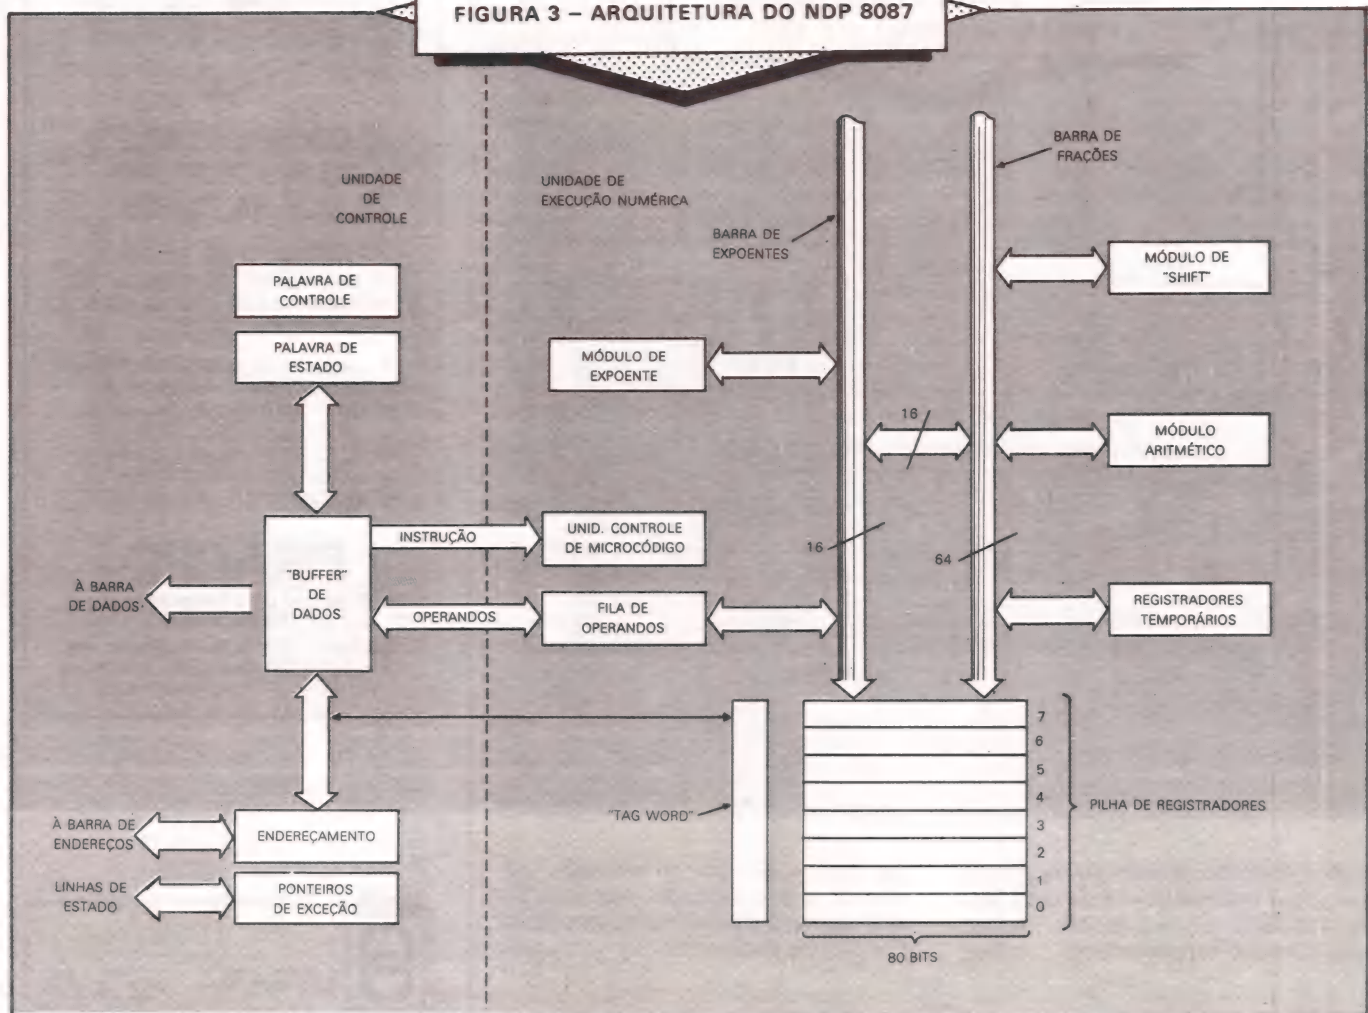 FIGURA 3 – ARQUITETURA DO NDP 8087
UNIDADE
DE
CONTROLE
UNIDADE DE
EXECUÇÃO NUMÉRICA
BARRA DE
EXPOENTES
BARRA DE
FRAÇÕES
PALAVRA DE
CONTROLE
PALAVRA DE
ESTADO
MÓDULO DE
EXPOENTE
MÓDULO DE
"SHIFT"
16
MÓDULO
ARITMÉTICO
INSTRUÇÃO
UNID. CONTROLE
DE MICROCÓDIGO
16
64
"BUFFER"
DE
DADOS
À BARRA
DE DADOS
OPERANDOS
FILA DE
OPERANDOS
REGISTRADORES
TEMPORÁRIOS
7
6
5
4
3
2
1
0
PILHA DE REGISTRADORES
"TAG WORD"
80 BITS
À BARRA DE
ENDEREÇOS
ENDEREÇAMENTO
LINHAS DE
ESTADO
PONTEIROS
DE EXCEÇÃO